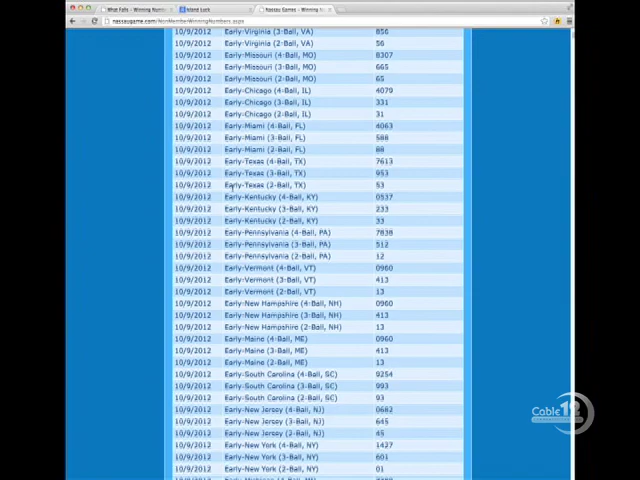 What Falls - Winning Num
Island Luck
Nassau Games - Winning N
nassaugame.com/NonMemberWinningNumbers.aspx
10/9/2012 Early-Virginia (3-Ball, VA) 856
10/9/2012 Early-Virginia (2-Ball, VA) 56
10/9/2012 Early-Missouri (4-Ball, MO) 8307
10/9/2012 Early-Missouri (3-Ball, MO) 665
10/9/2012 Early-Missouri (2-Ball, MO) 65
10/9/2012 Early-Chicago (4-Ball, IL) 4079
10/9/2012 Early-Chicago (3-Ball, IL) 331
10/9/2012 Early-Chicago (2-Ball, IL) 31
10/9/2012 Early-Miami (4-Ball, FL) 4063
10/9/2012 Early-Miami (3-Ball, FL) 588
10/9/2012 Early-Miami (2-Ball, FL) 88
10/9/2012 Early-Texas (4-Ball, TX) 7613
10/9/2012 Early-Texas (3-Ball, TX) 953
10/9/2012 Early-Texas (2-Ball, TX) 53
10/9/2012 Early-Kentucky (4-Ball, KY) 0537
10/9/2012 Early-Kentucky (3-Ball, KY) 233
10/9/2012 Early-Kentucky (2-Ball, KY) 33
10/9/2012 Early-Pennsylvania (4-Ball, PA) 7838
10/9/2012 Early-Pennsylvania (3-Ball, PA) 512
10/9/2012 Early-Pennsylvania (2-Ball, PA) 12
10/9/2012 Early-Vermont (4-Ball, VT) 0960
10/9/2012 Early-Vermont (3-Ball, VT) 413
10/9/2012 Early-Vermont (2-Ball, VT) 13
10/9/2012 Early-New Hampshire (4-Ball, NH) 0960
10/9/2012 Early-New Hampshire (3-Ball, NH) 413
10/9/2012 Early-New Hampshire (2-Ball, NH) 13
10/9/2012 Early-Maine (4-Ball, ME) 0960
10/9/2012 Early-Maine (3-Ball, ME) 413
10/9/2012 Early-Maine (2-Ball, ME) 13
10/9/2012 Early-South Carolina (4-Ball, SC) 9254
10/9/2012 Early-South Carolina (3-Ball, SC) 993
10/9/2012 Early-South Carolina (2-Ball, SC) 93
10/9/2012 Early-New Jersey (4-Ball, NJ) 0682
10/9/2012 Early-New Jersey (3-Ball, NJ) 645
10/9/2012 Early-New Jersey (2-Ball, NJ) 45
10/9/2012 Early-New York (4-Ball, NY) 1427
10/9/2012 Early-New York (3-Ball, NY) 601
10/9/2012 Early-New York (2-Ball, NY) 01
Cable 12